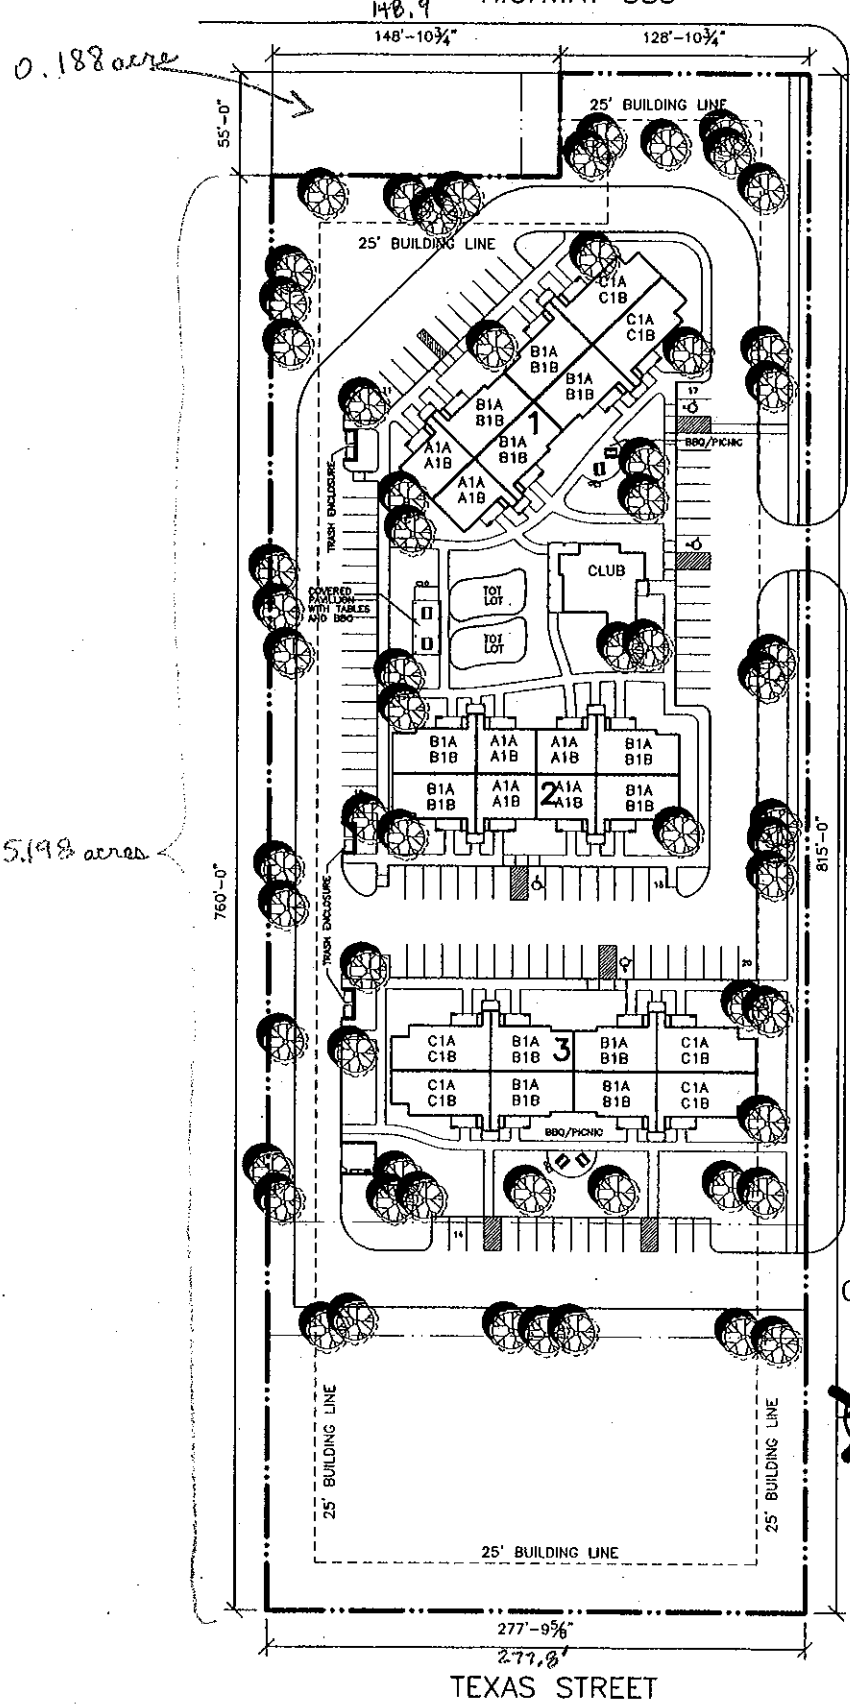 148.9
148'-10¾"
128'-10¾"
0.188 acre
55'-0"
25' BUILDING LINE
25' BUILDING LINE
C1A
C1B
C1A
C1B
B1A
B1B
B1A
B1B
B1A
B1B
1
B1A
B1B
A1A
A1B
A1A
A1B
11
17
BBQ/PICNIC
TRASH ENCLOSURE
CLUB
COVERED
PAVILLION
WITH TABLES
AND BBQ
TOT
LOT
TOT
LOT
B1A
B1B
A1A
A1B
A1A
A1B
B1A
B1B
B1A
B1B
A1A
A1B
2
A1A
A1B
B1A
B1B
5.198 acres
760'-0"
815'-0"
TRASH ENCLOSURE
20
C1A
C1B
B1A
B1B
3
B1A
B1B
C1A
C1B
C1A
C1B
B1A
B1B
B1A
B1B
C1A
C1B
BBQ/PICNIC
14
25' BUILDING LINE
25' BUILDING LINE
25' BUILDING LINE
277'-9⅝"
277.8'
TEXAS STREET